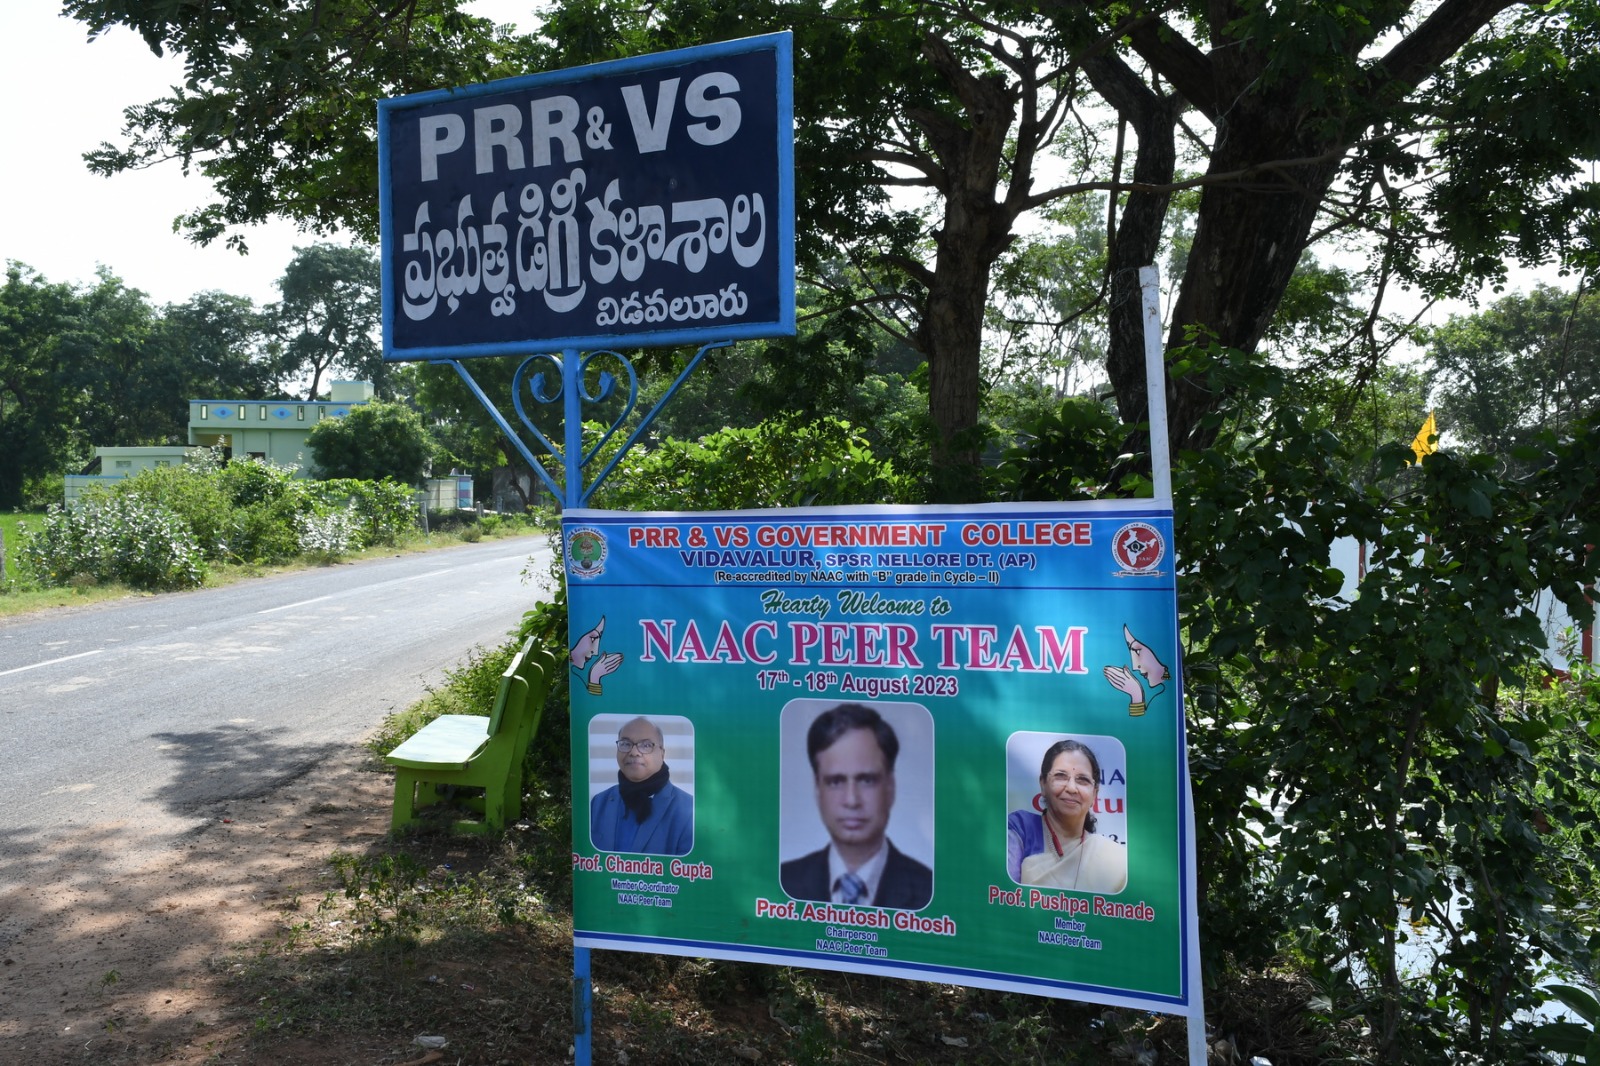 PRR & VS
ప్రభుత్వ డిగ్రీ కళాశాల
విడవలూరు
PRR & VS GOVERNMENT COLLEGE
VIDAVALUR, SPSR NELLORE DT. (AP)
(Re-accredited by NAAC with "B" grade in Cycle – II)
Hearty Welcome to
NAAC PEER TEAM
17th - 18th August 2023
Prof. Chandra Gupta
Member Co-ordinator
NAAC Peer Team
Prof. Ashutosh Ghosh
Chairperson
NAAC Peer Team
Prof. Pushpa Ranade
Member
NAAC Peer Team